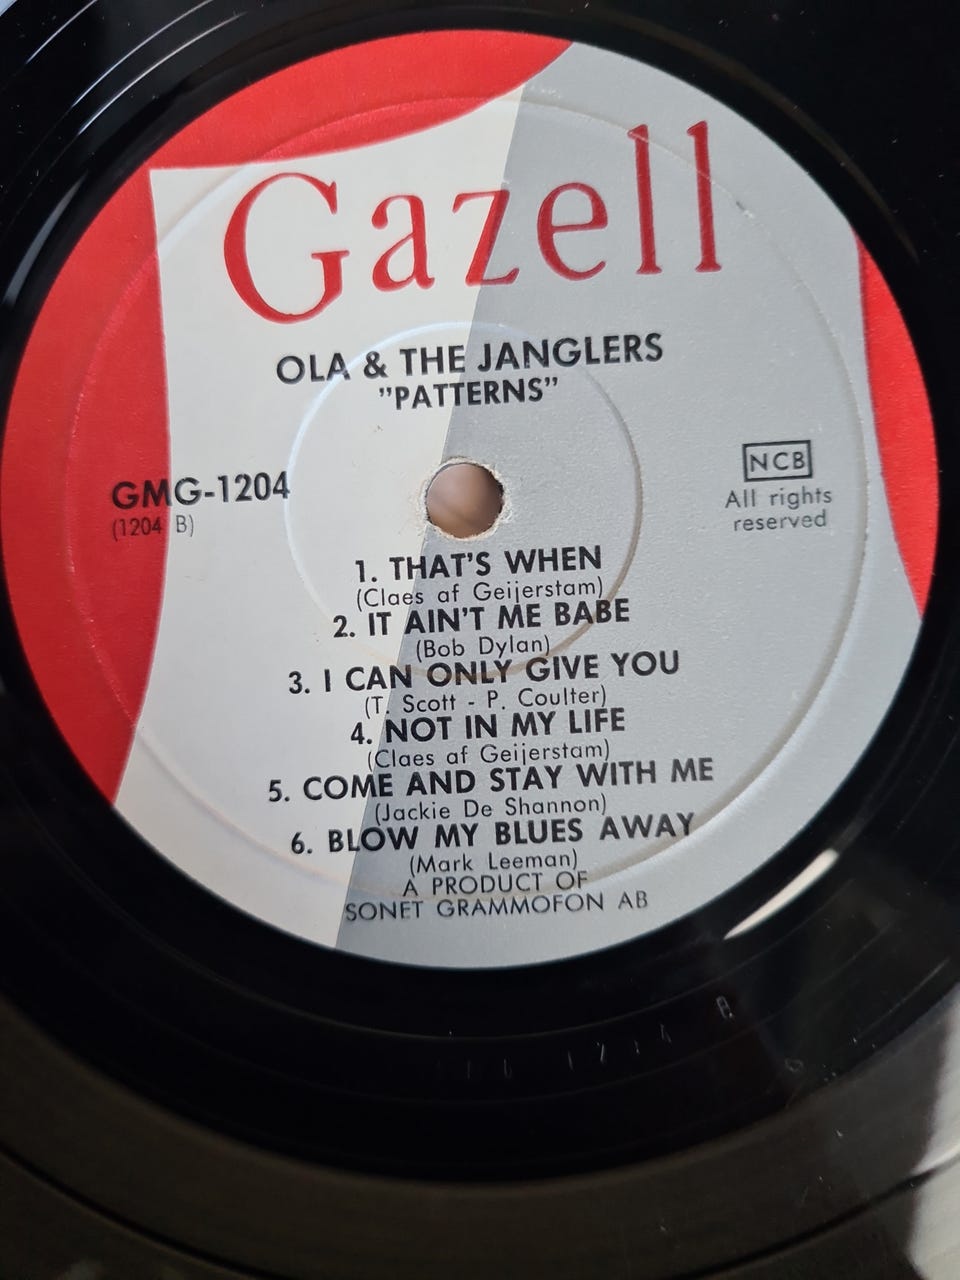 Gazell
OLA & THE JANGLERS
"PATTERNS"
GMG-1204
(1204 B)
NCB
All rights
reserved
1. THAT'S WHEN
(Claes af Geijerstam)
2. IT AIN'T ME BABE
(Bob Dylan)
3. I CAN ONLY GIVE YOU
(T. Scott - P. Coulter)
4. NOT IN MY LIFE
(Claes af Geijerstam)
5. COME AND STAY WITH ME
(Jackie De Shannon)
6. BLOW MY BLUES AWAY
(Mark Leeman)
A PRODUCT OF
SONET GRAMMOFON AB